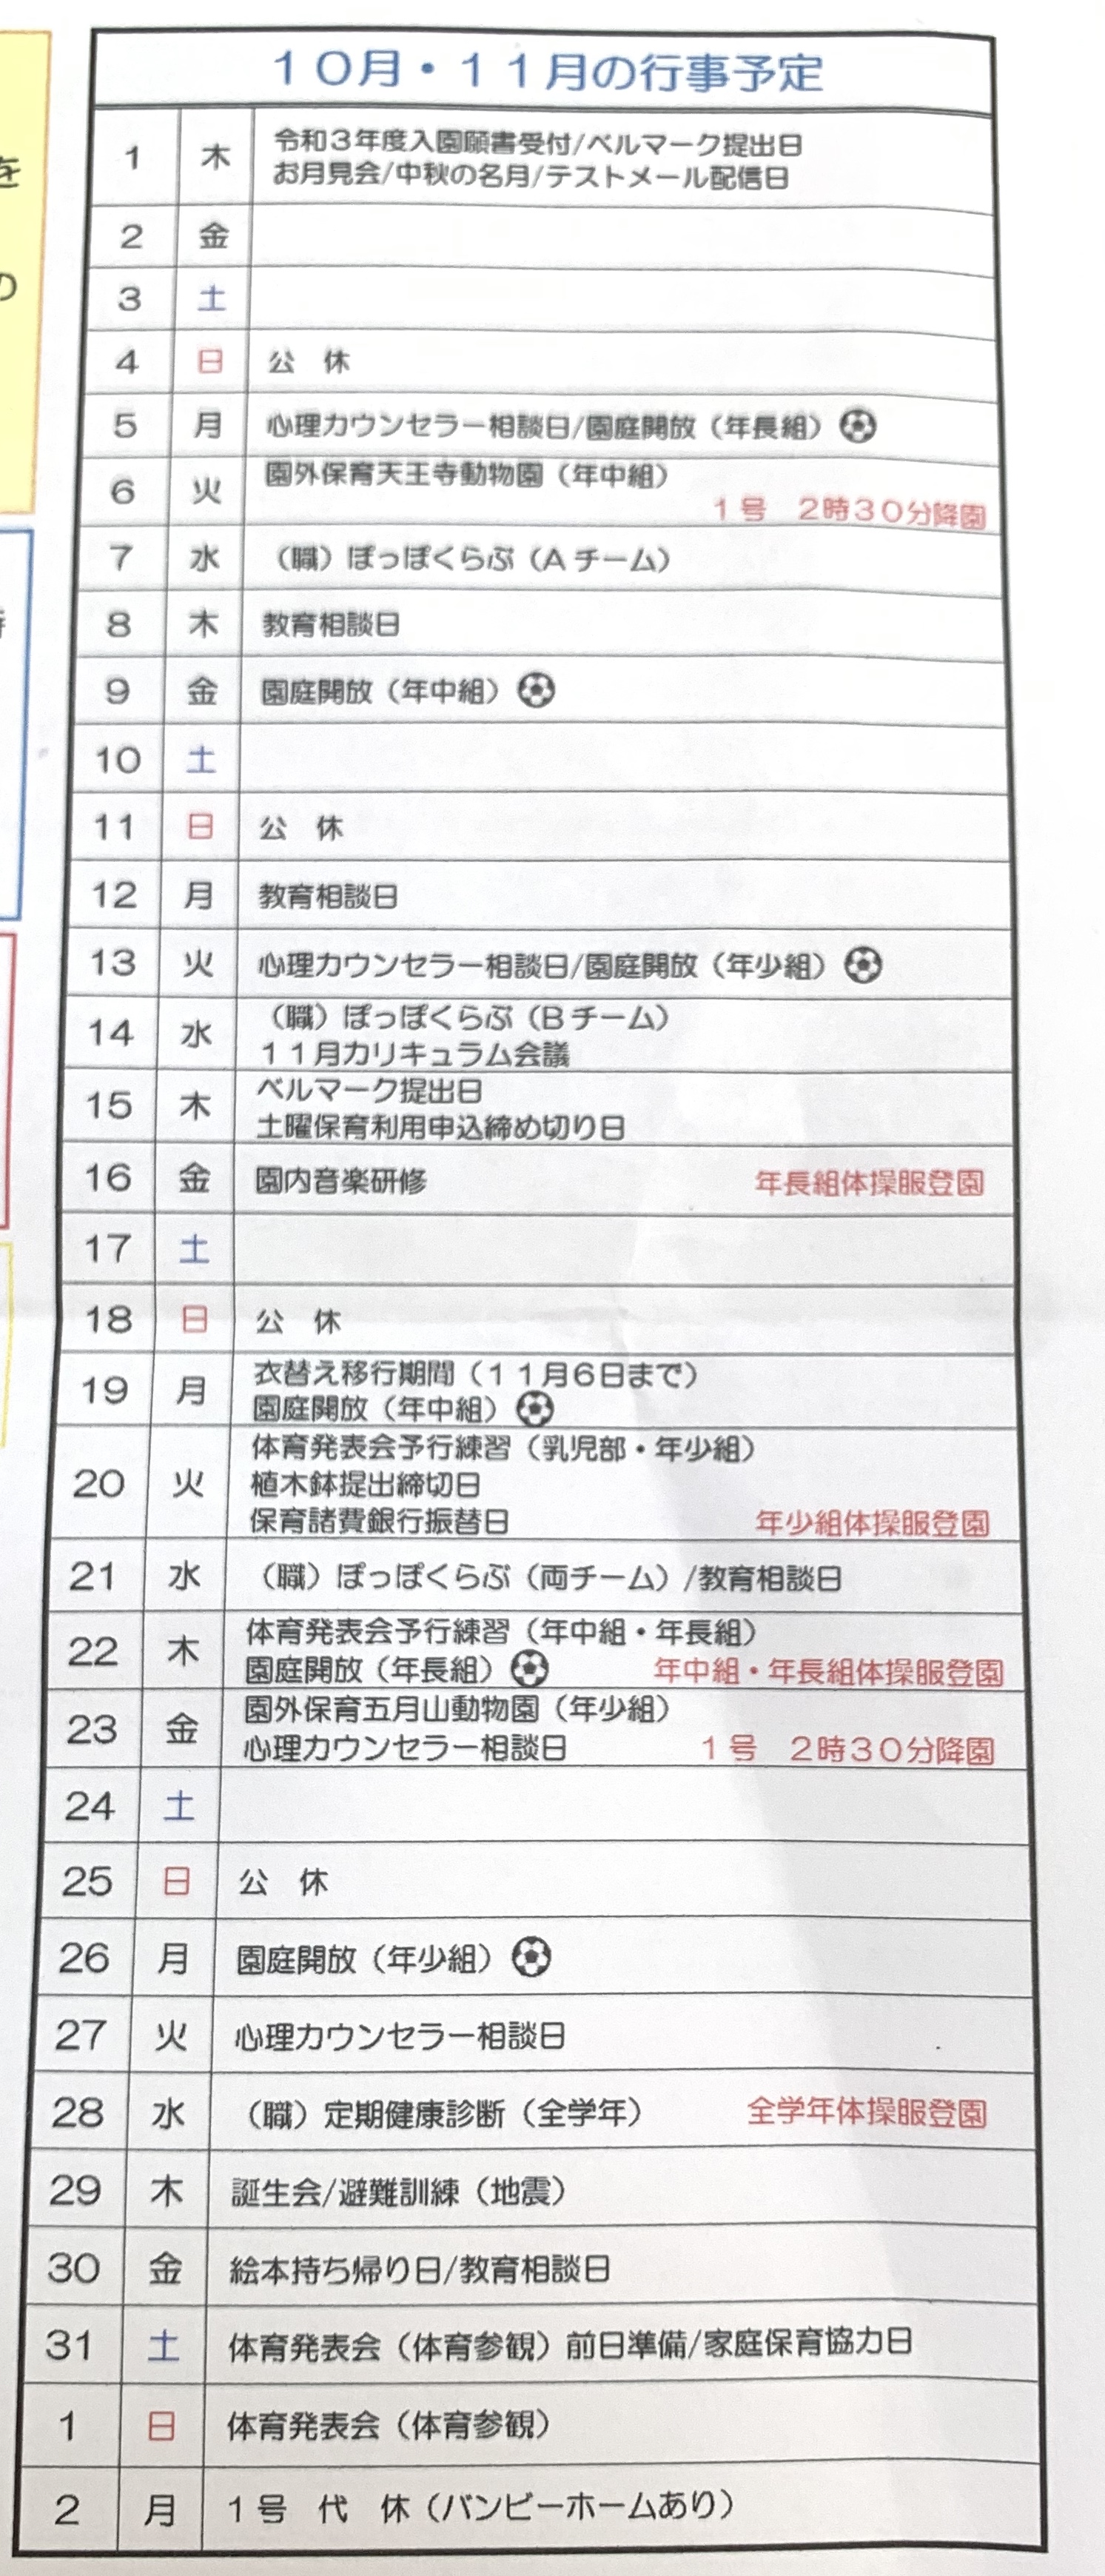 を
の
１０月・１１月の行事予定
1 木 令和３年度入園願書受付/ベルマーク提出日
お月見会/中秋の名月/テストメール配信日
2 金
3 土
4 日 公　休
5 月 心理カウンセラー相談日/園庭開放（年長組）
6 火 園外保育天王寺動物園（年中組）
１号　２時３０分降園
7 水 （職）ぽっぽくらぶ（Aチーム）
8 木 教育相談日
9 金 園庭開放（年中組）
10 土
11 日 公　休
12 月 教育相談日
13 火 心理カウンセラー相談日/園庭開放（年少組）
14 水 （職）ぽっぽくらぶ（Bチーム）
１１月カリキュラム会議
15 木 ベルマーク提出日
土曜保育利用申込締め切り日
16 金 園内音楽研修 年長組体操服登園
17 土
18 日 公　休
19 月 衣替え移行期間（１１月６日まで）
園庭開放（年中組）
20 火 体育発表会予行練習（乳児部・年少組）
植木鉢提出締切日
保育諸費銀行振替日 年少組体操服登園
21 水 （職）ぽっぽくらぶ（両チーム）/教育相談日
22 木 体育発表会予行練習（年中組・年長組）
園庭開放（年長組） 年中組・年長組体操服登園
23 金 園外保育五月山動物園（年少組）
心理カウンセラー相談日 １号　２時３０分降園
24 土
25 日 公　休
26 月 園庭開放（年少組）
27 火 心理カウンセラー相談日
28 水 （職）定期健康診断（全学年） 全学年体操服登園
29 木 誕生会/避難訓練（地震）
30 金 絵本持ち帰り日/教育相談日
31 土 体育発表会（体育参観）前日準備/家庭保育協力日
1 日 体育発表会（体育参観）
2 月 １号　代　休（バンビーホームあり）